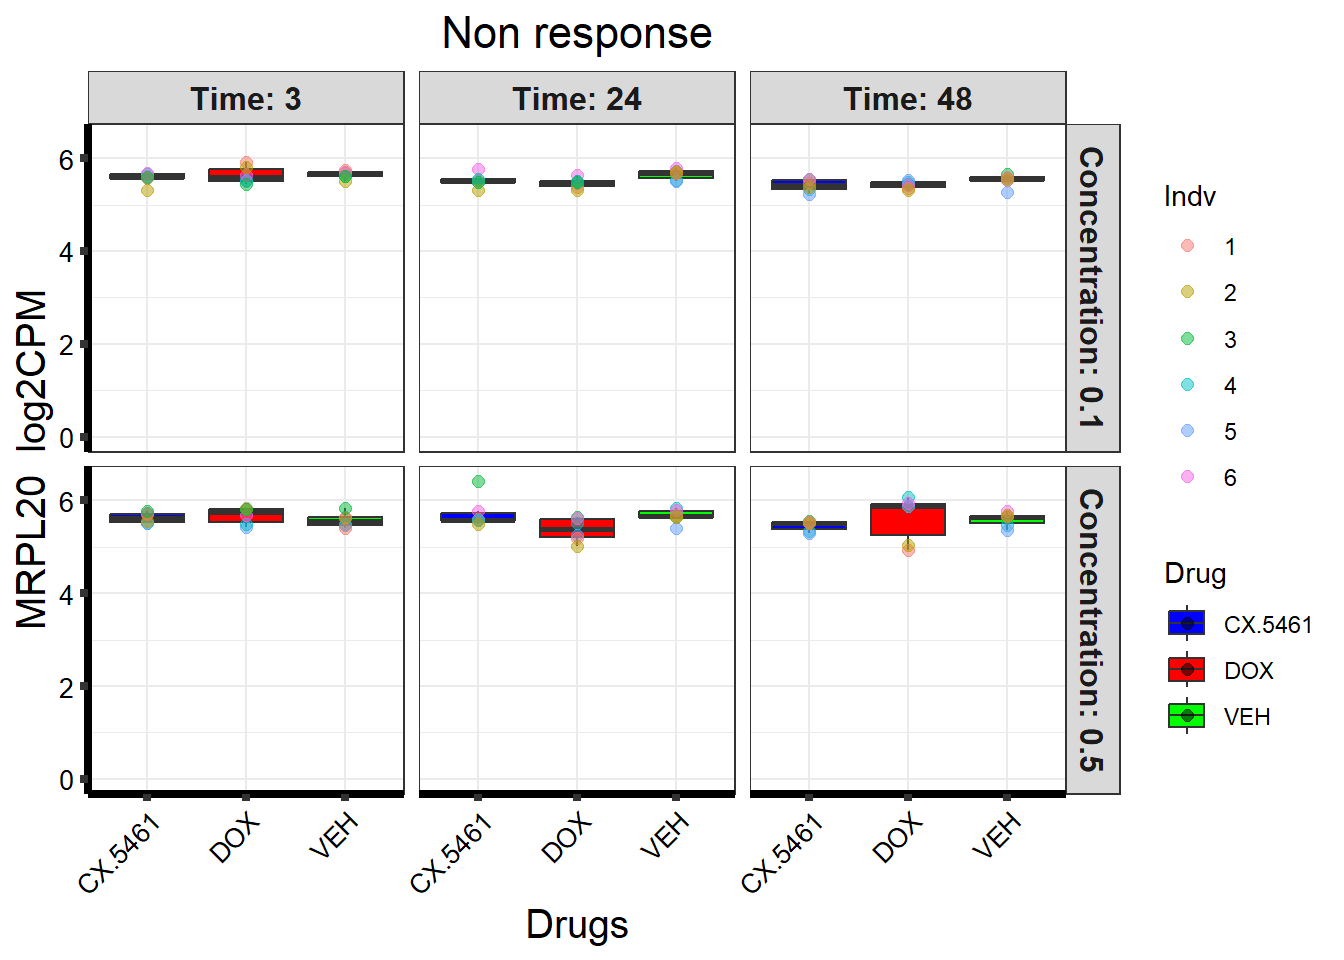 Non response
Time: 3
Time: 24
Time: 48
Concentration: 0.1
Concentration: 0.5
MRPL20 log2CPM
6
4
2
0
6
4
2
0
CX.5461
DOX
VEH
CX.5461
DOX
VEH
CX.5461
DOX
VEH
Drugs
Indv
1
2
3
4
5
6
Drug
CX.5461
DOX
VEH